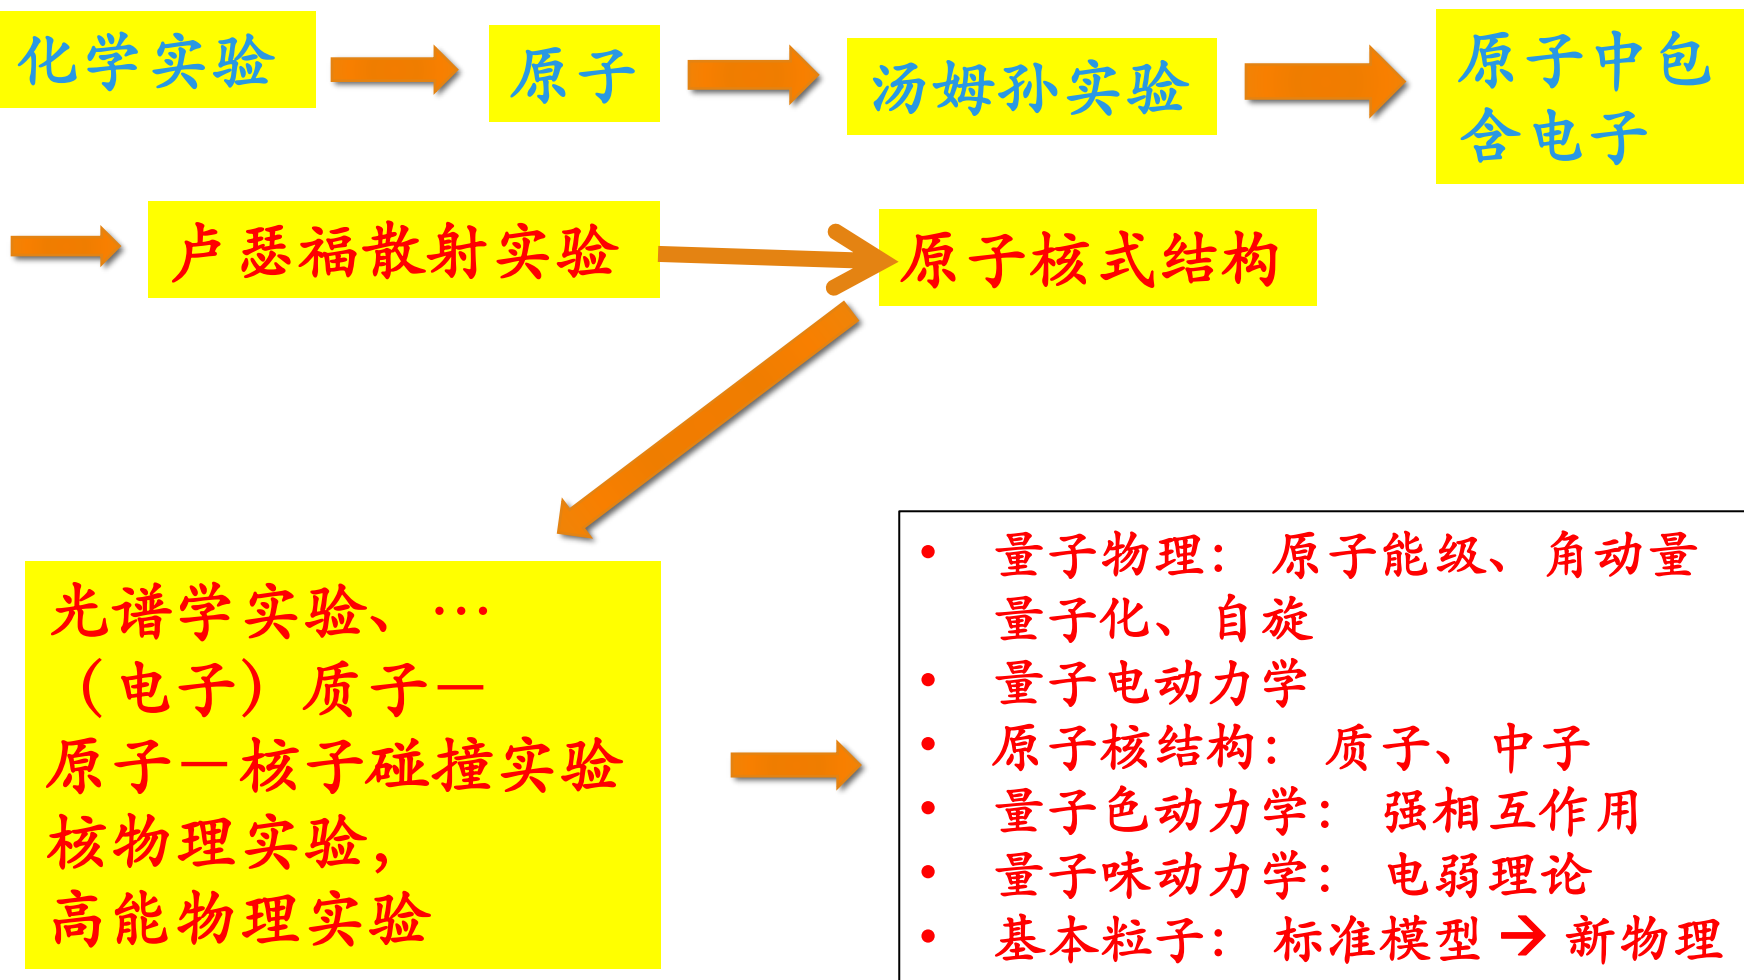 化学实验
原子
汤姆孙实验
原子中包
含电子
卢瑟福散射实验
原子核式结构
光谱学实验、…
（电子）质子－
原子－核子碰撞实验
核物理实验，
高能物理实验
• 量子物理： 原子能级、角动量
量子化、自旋
• 量子电动力学
• 原子核结构： 质子、中子
• 量子色动力学： 强相互作用
• 量子味动力学： 电弱理论
• 基本粒子： 标准模型 → 新物理